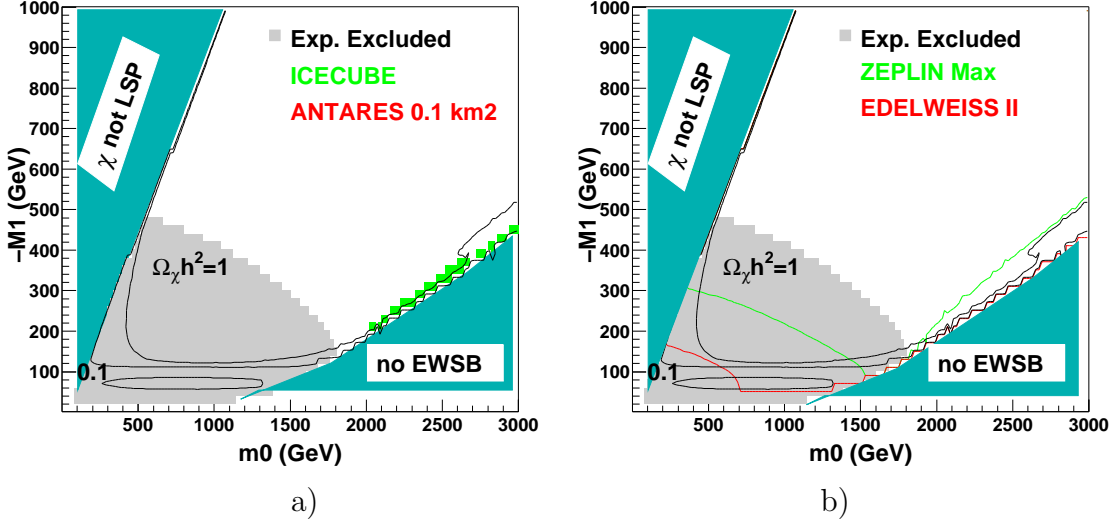 1000
900
800
700
600
500
400
300
200
100
−M1 (GeV)
χ not LSP
Exp. Excluded
ICECUBE
ANTARES 0.1 km2
Ωχh²=1
0.1
no EWSB
500 1000 1500 2000 2500 3000
m0 (GeV)
a)
1000
900
800
700
600
500
400
300
200
100
−M1 (GeV)
χ not LSP
Exp. Excluded
ZEPLIN Max
EDELWEISS II
Ωχh²=1
0.1
no EWSB
500 1000 1500 2000 2500 3000
m0 (GeV)
b)